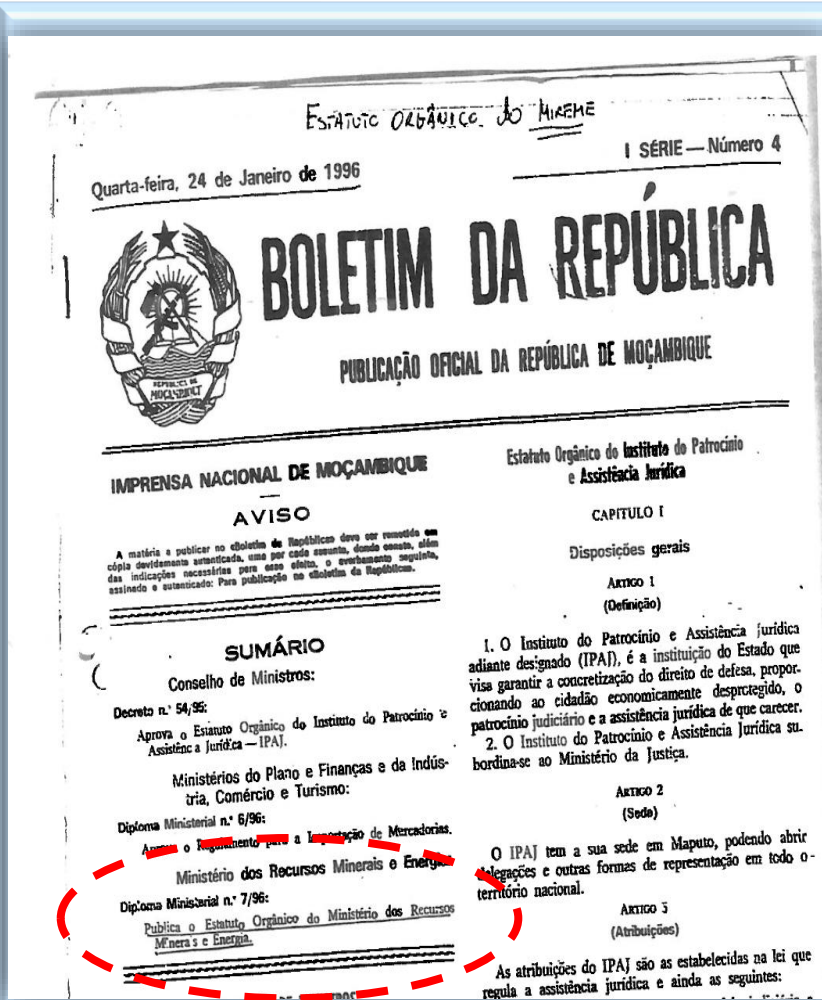 ESTATUTO ORGÂNICO do MIREME
Quarta-feira, 24 de Janeiro de 1996
I SÉRIE — Número 4
BOLETIM DA REPÚBLICA
PUBLICAÇÃO OFICIAL DA REPÚBLICA DE MOÇAMBIQUE
IMPRENSA NACIONAL DE MOÇAMBIQUE
AVISO
A matéria a publicar no «Boletim da República» deve ser remetida em
cópia devidamente autenticada, uma por cada assunto, donde conste, além
das indicações necessárias para esse efeito, o averbamento seguinte,
assinado e autenticado: Para publicação no «Boletim da República».
SUMÁRIO
Conselho de Ministros:
Decreto n.º 54/95:
Aprova o Estatuto Orgânico do Instituto do Patrocínio e
Assistência Jurídica — IPAJ.
Ministérios do Plano e Finanças e da Indús-
tria, Comércio e Turismo:
Diploma Ministerial n.º 6/96:
Aprova o Regulamento para a Importação de Mercadorias.
Ministério dos Recursos Minerais e Energia
Diploma Ministerial n.º 7/96:
Publica o Estatuto Orgânico do Ministério dos Recursos
Minerais e Energia.
Estatuto Orgânico do Instituto do Patrocínio
e Assistência Jurídica
CAPITULO I
Disposições gerais
ARTIGO 1
(Definição)
1. O Instituto do Patrocínio e Assistência Jurídica
adiante designado (IPAJ), é a instituição do Estado que
visa garantir a concretização do direito de defesa, propor-
cionando ao cidadão economicamente desprotegido, o
patrocínio judiciário e a assistência jurídica de que carecer.
2. O Instituto do Patrocínio e Assistência Jurídica su-
bordina-se ao Ministério da Justiça.
ARTIGO 2
(Sede)
O IPAJ tem a sua sede em Maputo, podendo abrir
delegações e outras formas de representação em todo o
território nacional.
ARTIGO 3
(Atribuições)
As atribuições do IPAJ são as estabelecidas na lei que
regula a assistência jurídica e ainda as seguintes: